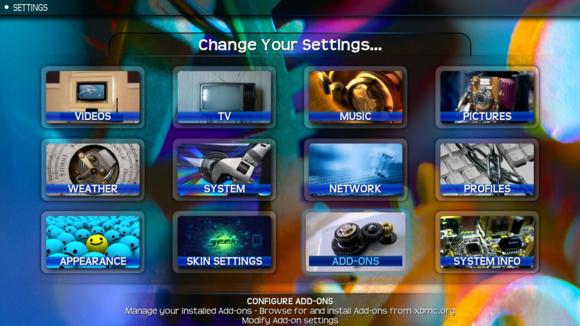 SETTINGS
Change Your Settings...
VIDEOS
TV
MUSIC
PICTURES
WEATHER
SYSTEM
NETWORK
PROFILES
APPEARANCE
SKIN SETTINGS
ADD-ONS
SYSTEM INFO
CONFIGURE ADD-ONS
Manage your installed Add-ons - Browse for and install Add-ons from xbmc.org
Modify Add-on settings